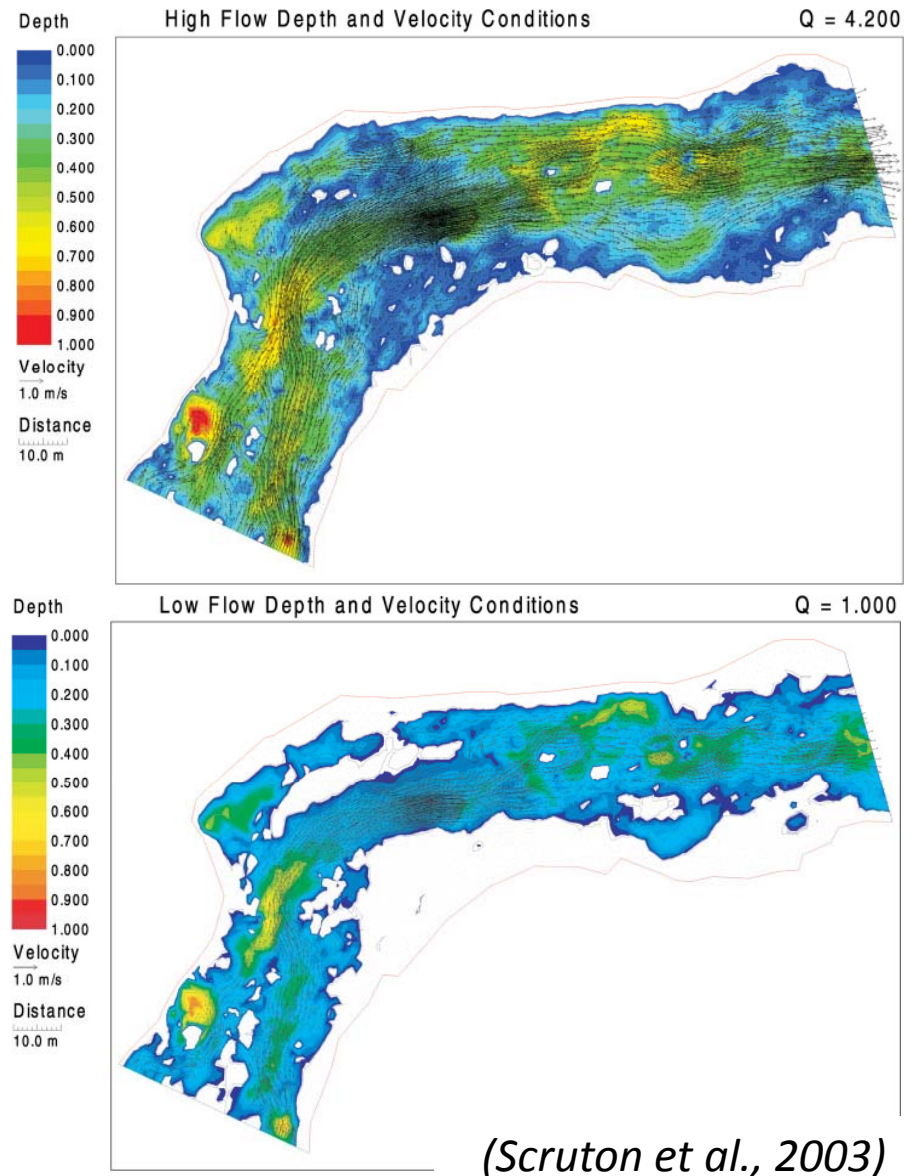 High Flow Depth and Velocity Conditions Q = 4.200
Depth
0.000
0.100
0.200
0.300
0.400
0.500
0.600
0.700
0.800
0.900
1.000
Velocity
1.0 m/s
Distance
10.0 m
Low Flow Depth and Velocity Conditions Q = 1.000
Depth
0.000
0.100
0.200
0.300
0.400
0.500
0.600
0.700
0.800
0.900
1.000
Velocity
1.0 m/s
Distance
10.0 m
(Scruton et al., 2003)